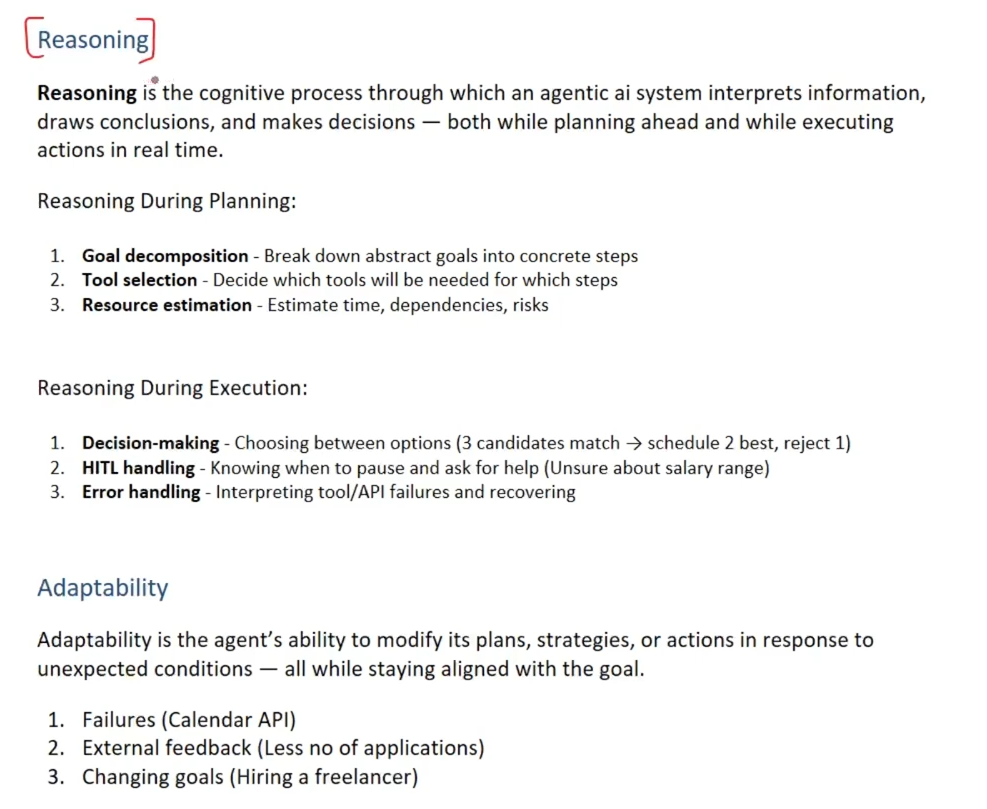 Reasoning
Reasoning is the cognitive process through which an agentic ai system interprets information,
draws conclusions, and makes decisions — both while planning ahead and while executing
actions in real time.
Reasoning During Planning:
1. Goal decomposition - Break down abstract goals into concrete steps
2. Tool selection - Decide which tools will be needed for which steps
3. Resource estimation - Estimate time, dependencies, risks
Reasoning During Execution:
1. Decision-making - Choosing between options (3 candidates match → schedule 2 best, reject 1)
2. HITL handling - Knowing when to pause and ask for help (Unsure about salary range)
3. Error handling - Interpreting tool/API failures and recovering
Adaptability
Adaptability is the agent’s ability to modify its plans, strategies, or actions in response to
unexpected conditions — all while staying aligned with the goal.
1. Failures (Calendar API)
2. External feedback (Less no of applications)
3. Changing goals (Hiring a freelancer)